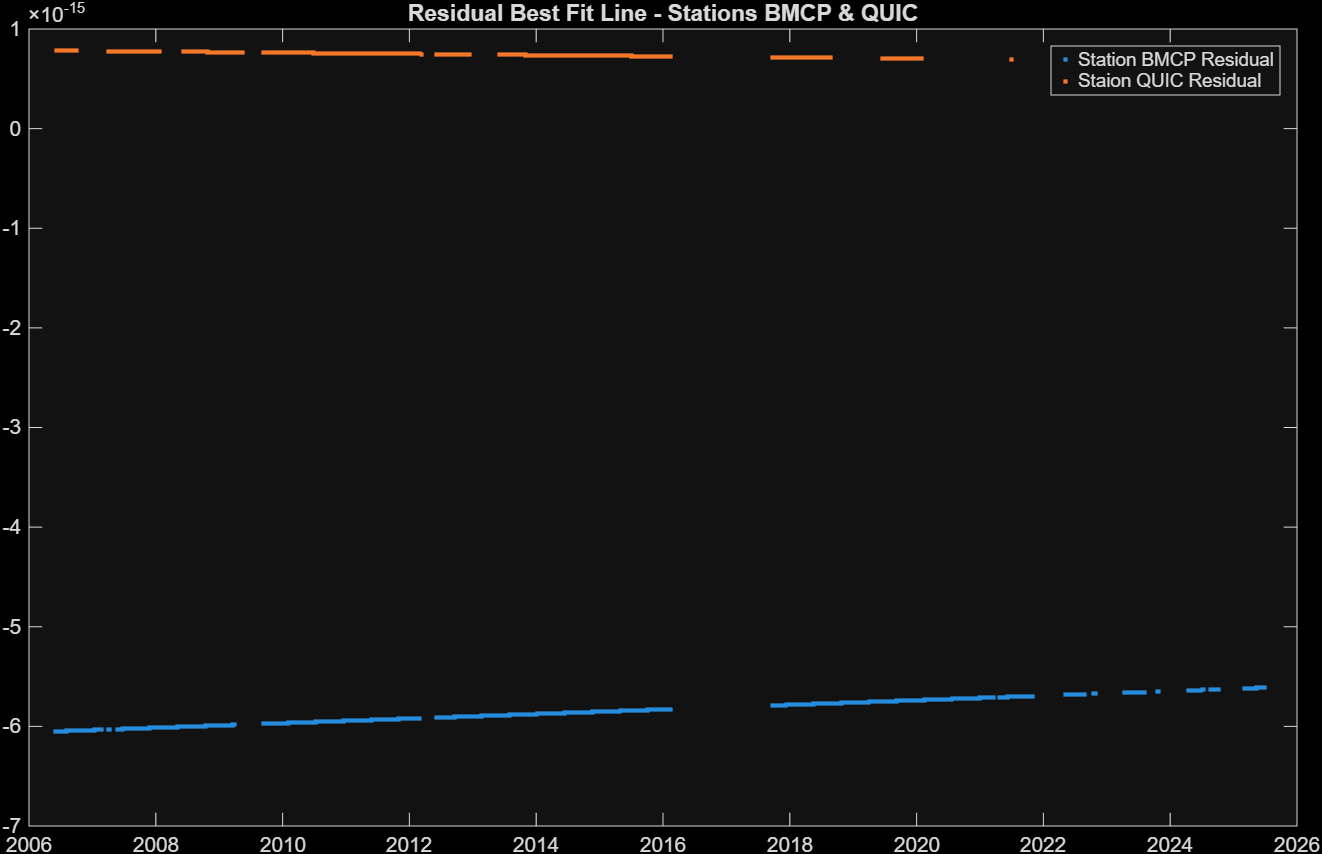 Residual Best Fit Line - Stations BMCP & QUIC
×10-15
1
0
-1
-2
-3
-4
-5
-6
-7
Station BMCP Residual
Staion QUIC Residual
2006 2008 2010 2012 2014 2016 2018 2020 2022 2024 2026